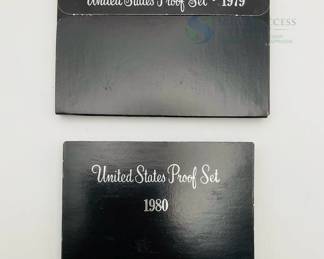 United States Proof Set · 1979
United States Proof Set
1980